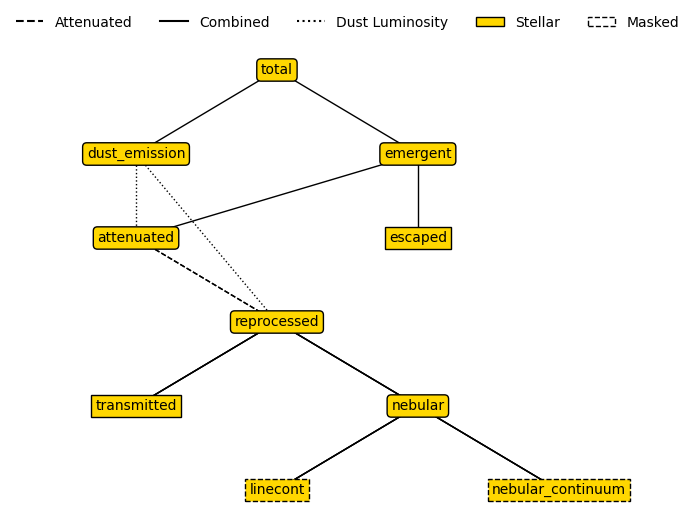 Attenuated Combined Dust Luminosity Stellar Masked
total
dust_emission emergent
attenuated escaped
reprocessed
transmitted nebular
linecont nebular_continuum